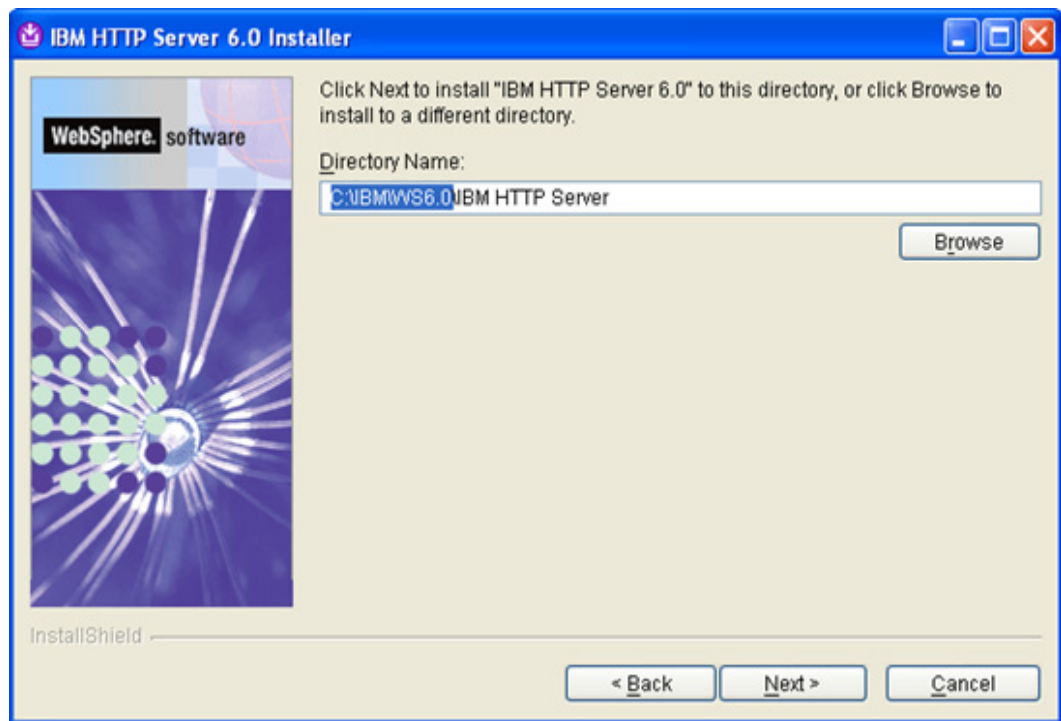 IBM HTTP Server 6.0 Installer
WebSphere. software
Click Next to install "IBM HTTP Server 6.0" to this directory, or click Browse to
install to a different directory.
Directory Name:
C:\IBM\WS6.0\IBM HTTP Server
Browse
InstallShield
< Back
Next >
Cancel